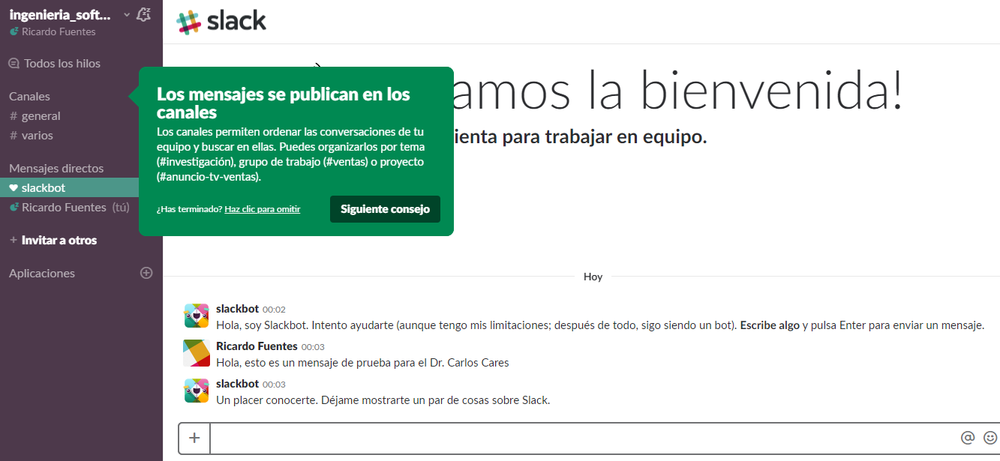 ingenieria_soft...
Ricardo Fuentes
Todos los hilos
Canales
# general
# varios
Mensajes directos
slackbot
Ricardo Fuentes (tú)
+ Invitar a otros
Aplicaciones
slack
amos la bienvenida!
ienta para trabajar en equipo.
Los mensajes se publican en los
canales
Los canales permiten ordenar las conversaciones de tu
equipo y buscar en ellas. Puedes organizarlos por tema
(#investigación), grupo de trabajo (#ventas) o proyecto
(#anuncio-tv-ventas).
¿Has terminado? Haz clic para omitir
Siguiente consejo
Hoy
slackbot 00:02
Hola, soy Slackbot. Intento ayudarte (aunque tengo mis limitaciones; después de todo, sigo siendo un bot). Escribe algo y pulsa Enter para enviar un mensaje.
Ricardo Fuentes 00:03
Hola, esto es un mensaje de prueba para el Dr. Carlos Cares
slackbot 00:03
Un placer conocerte. Déjame mostrarte un par de cosas sobre Slack.
+
@